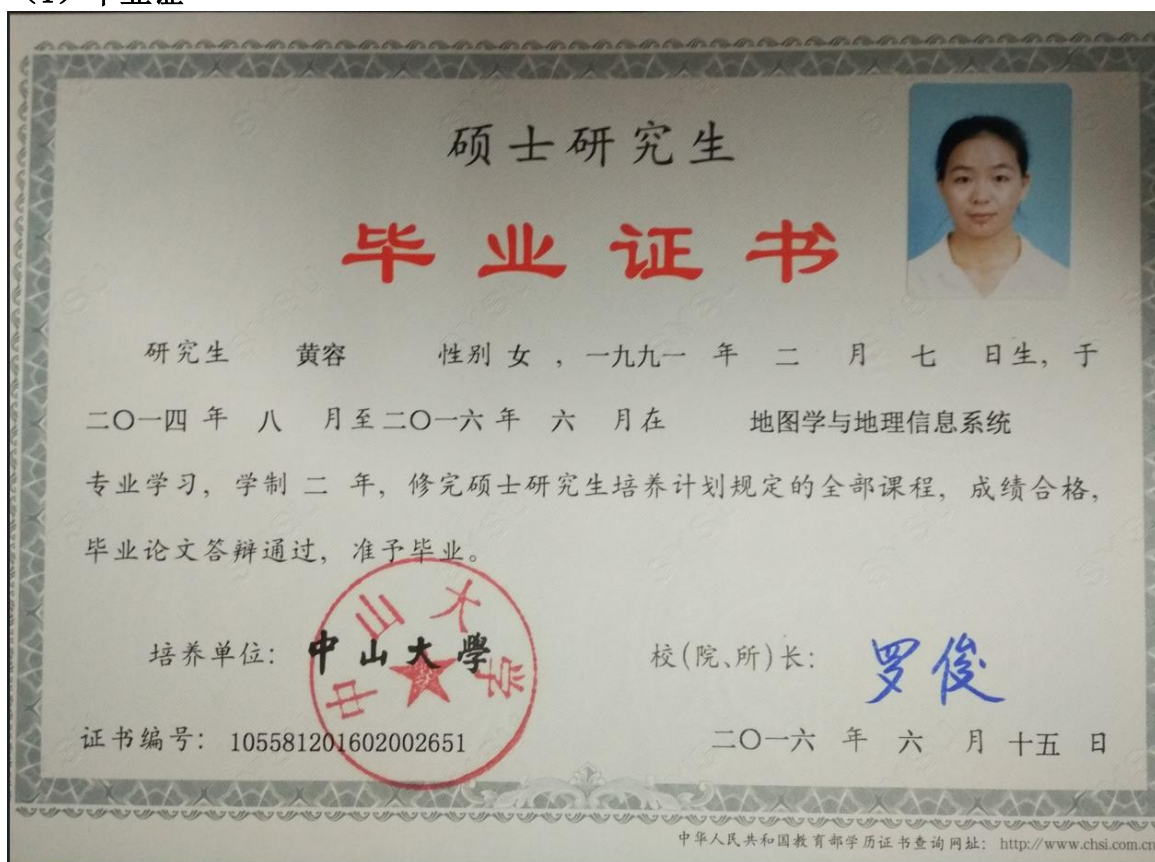 （1）毕业证
硕士研究生
毕业证书
研究生 黄容 性别 女 ，一九九一 年 二 月 七 日生，于
二〇一四 年 八 月至 二〇一六 年 六 月在 地图学与地理信息系统
专业学习，学制 二 年，修完硕士研究生培养计划规定的全部课程，成绩合格，
毕业论文答辩通过，准予毕业。
中山大学
培养单位：中山大學
校(院、所)长：罗俊
证书编号：105581201602002651
二〇一六 年 六 月 十五 日
中华人民共和国教育部学历证书查询网址：http://www.chsi.com.cn